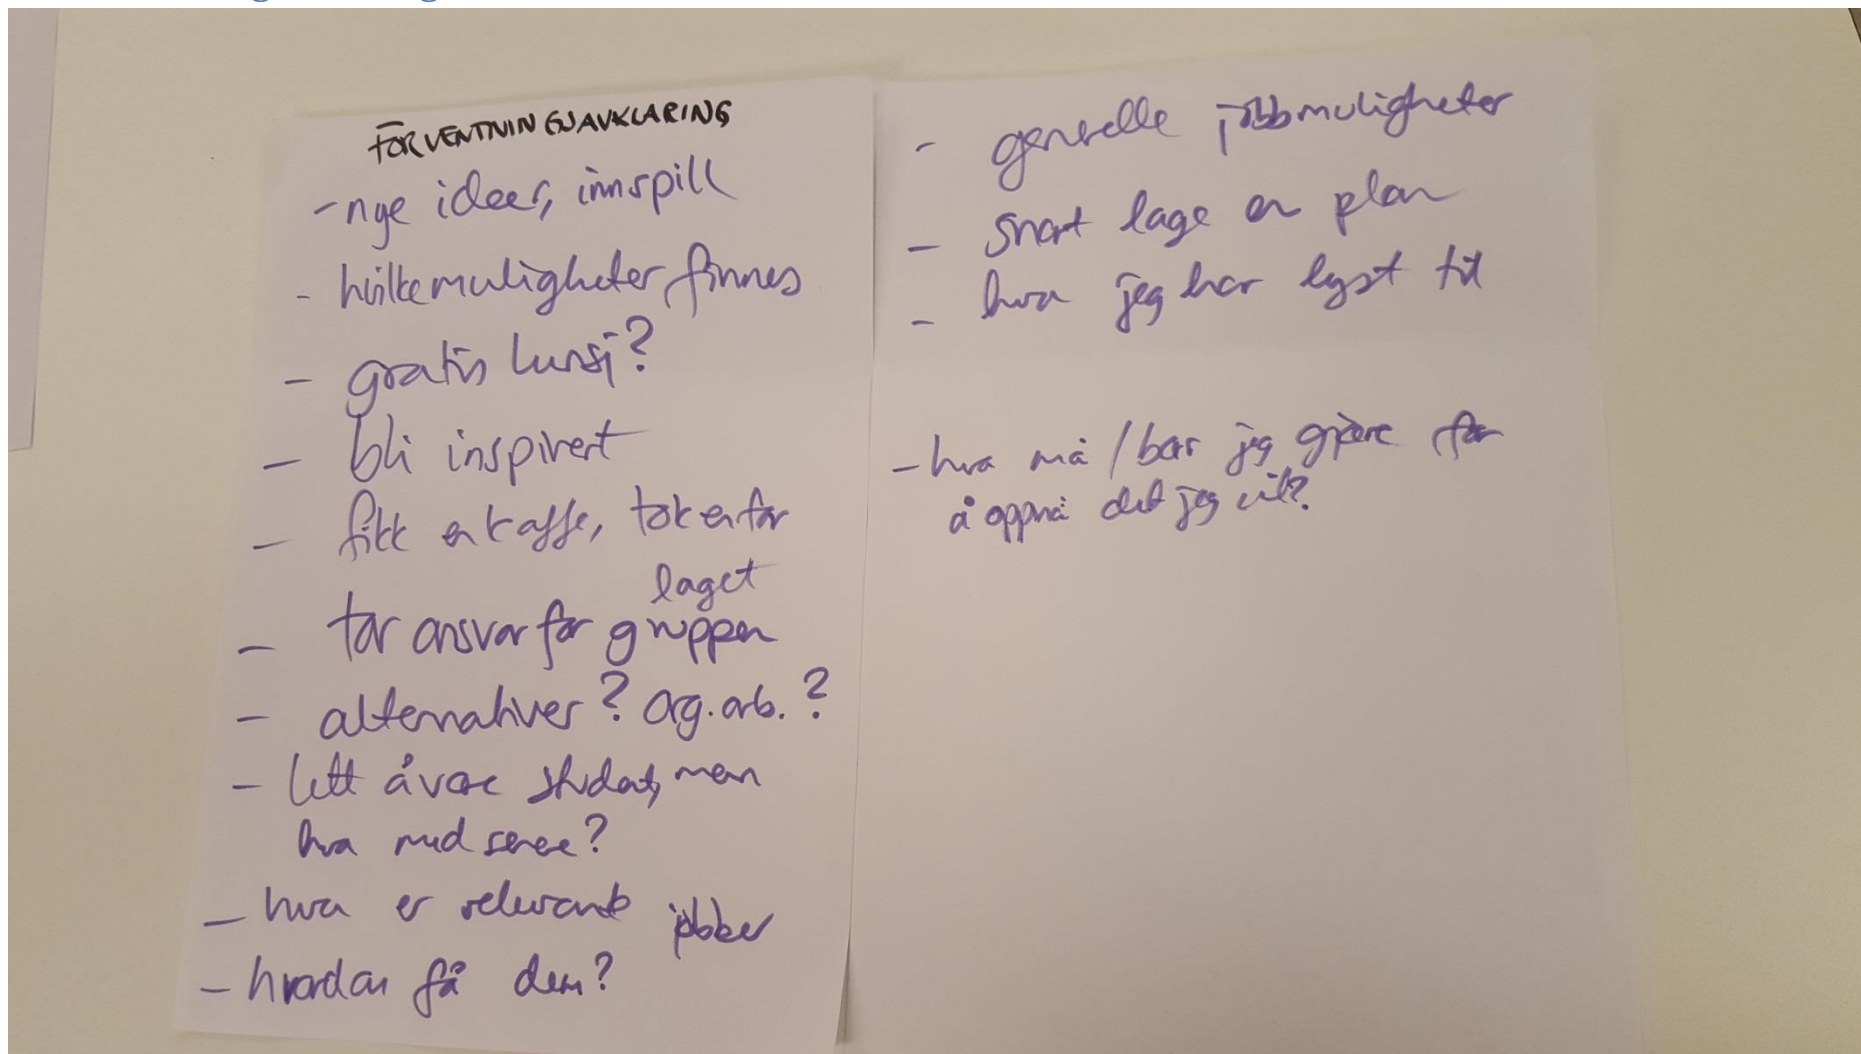 FORVENTNINGSAVKLARING
- nye ideer, innspill
- hvilke muligheter finnes
- gratis lunsj?
- bli inspirert
- fikk en kaffe, tok en for
laget
- tar ansvar for gruppen
- alternativer? org.arb.?
- lett å være student, men
hva med senere?
- hva er relevante jobber
- hvordan få dem?
- generelle jobbmuligheter
- snart lage en plan
- hva jeg har lyst til
- hva må / bør jeg gjøre for
å oppnå det jeg vil?